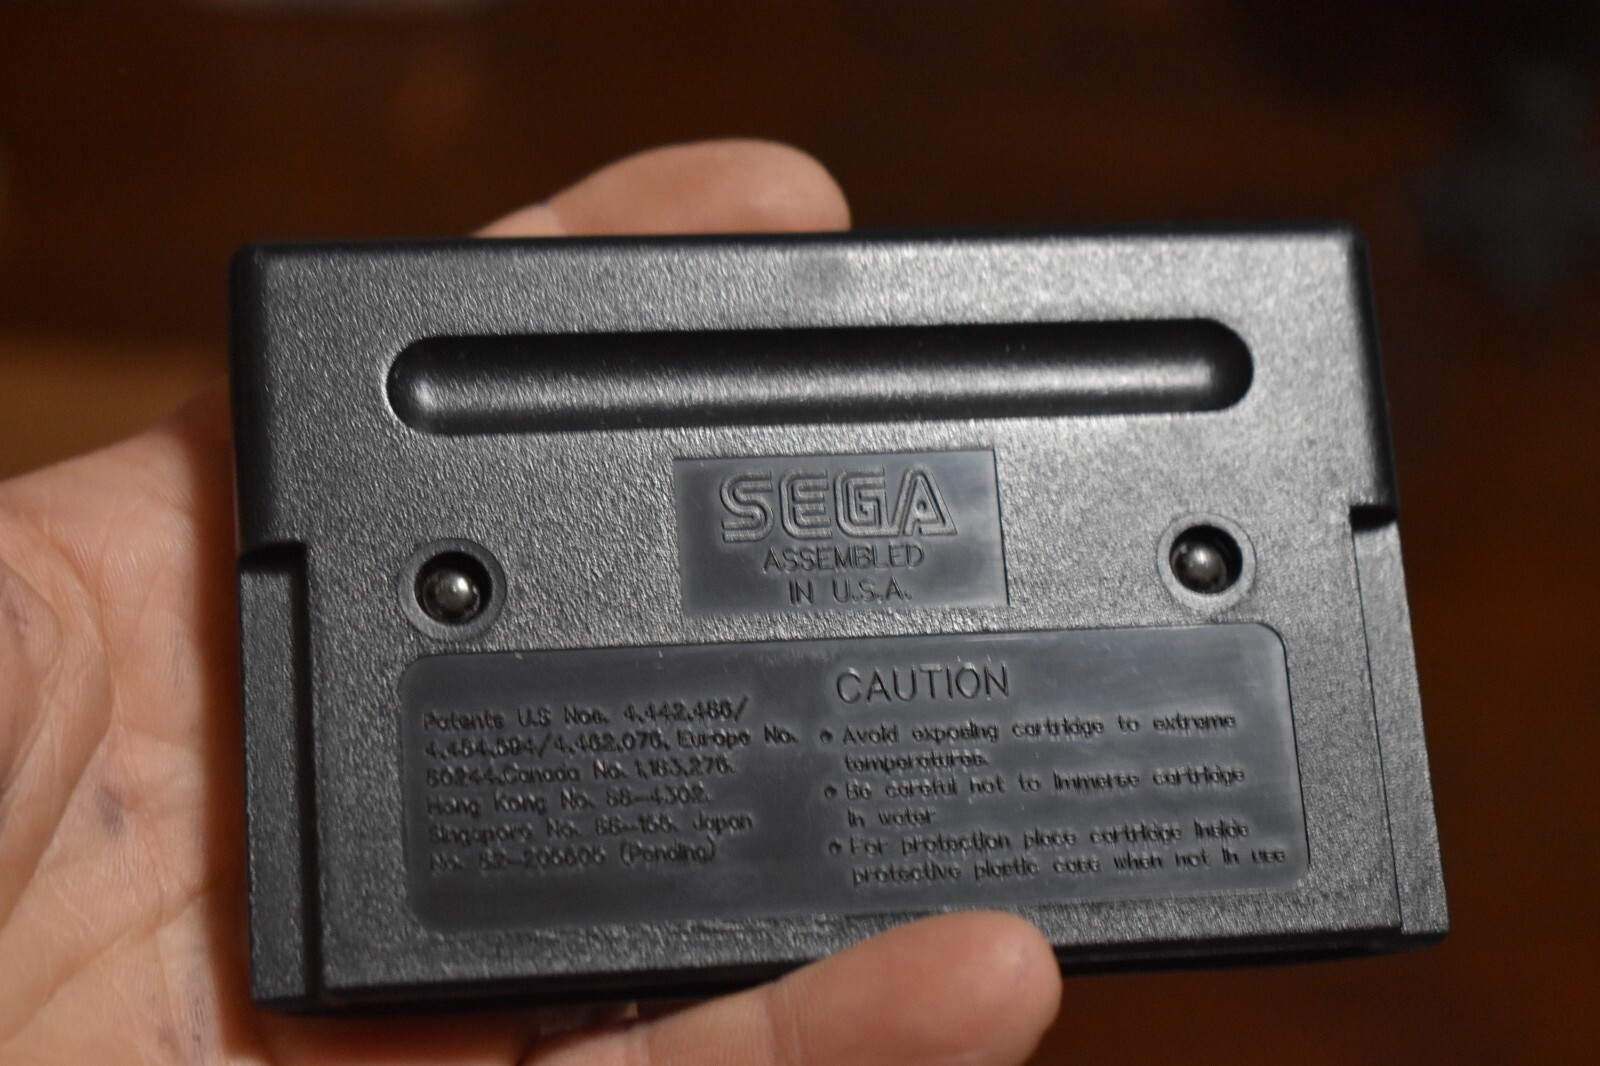 SEGA
ASSEMBLED
IN U.S.A.
Patents U.S Nos. 4,442,486/
4,454,594/4,462,076, Europe No.
80244, Canada No. 1,183,276,
Hong Kong No. 88-4302,
Singapore No. 88-155, Japan
No. 82-205605 (Pending)
CAUTION
• Avoid exposing cartridge to extreme
temperatures.
• Be careful not to immerse cartridge
in water
• For protection place cartridge inside
protective plastic case when not in use